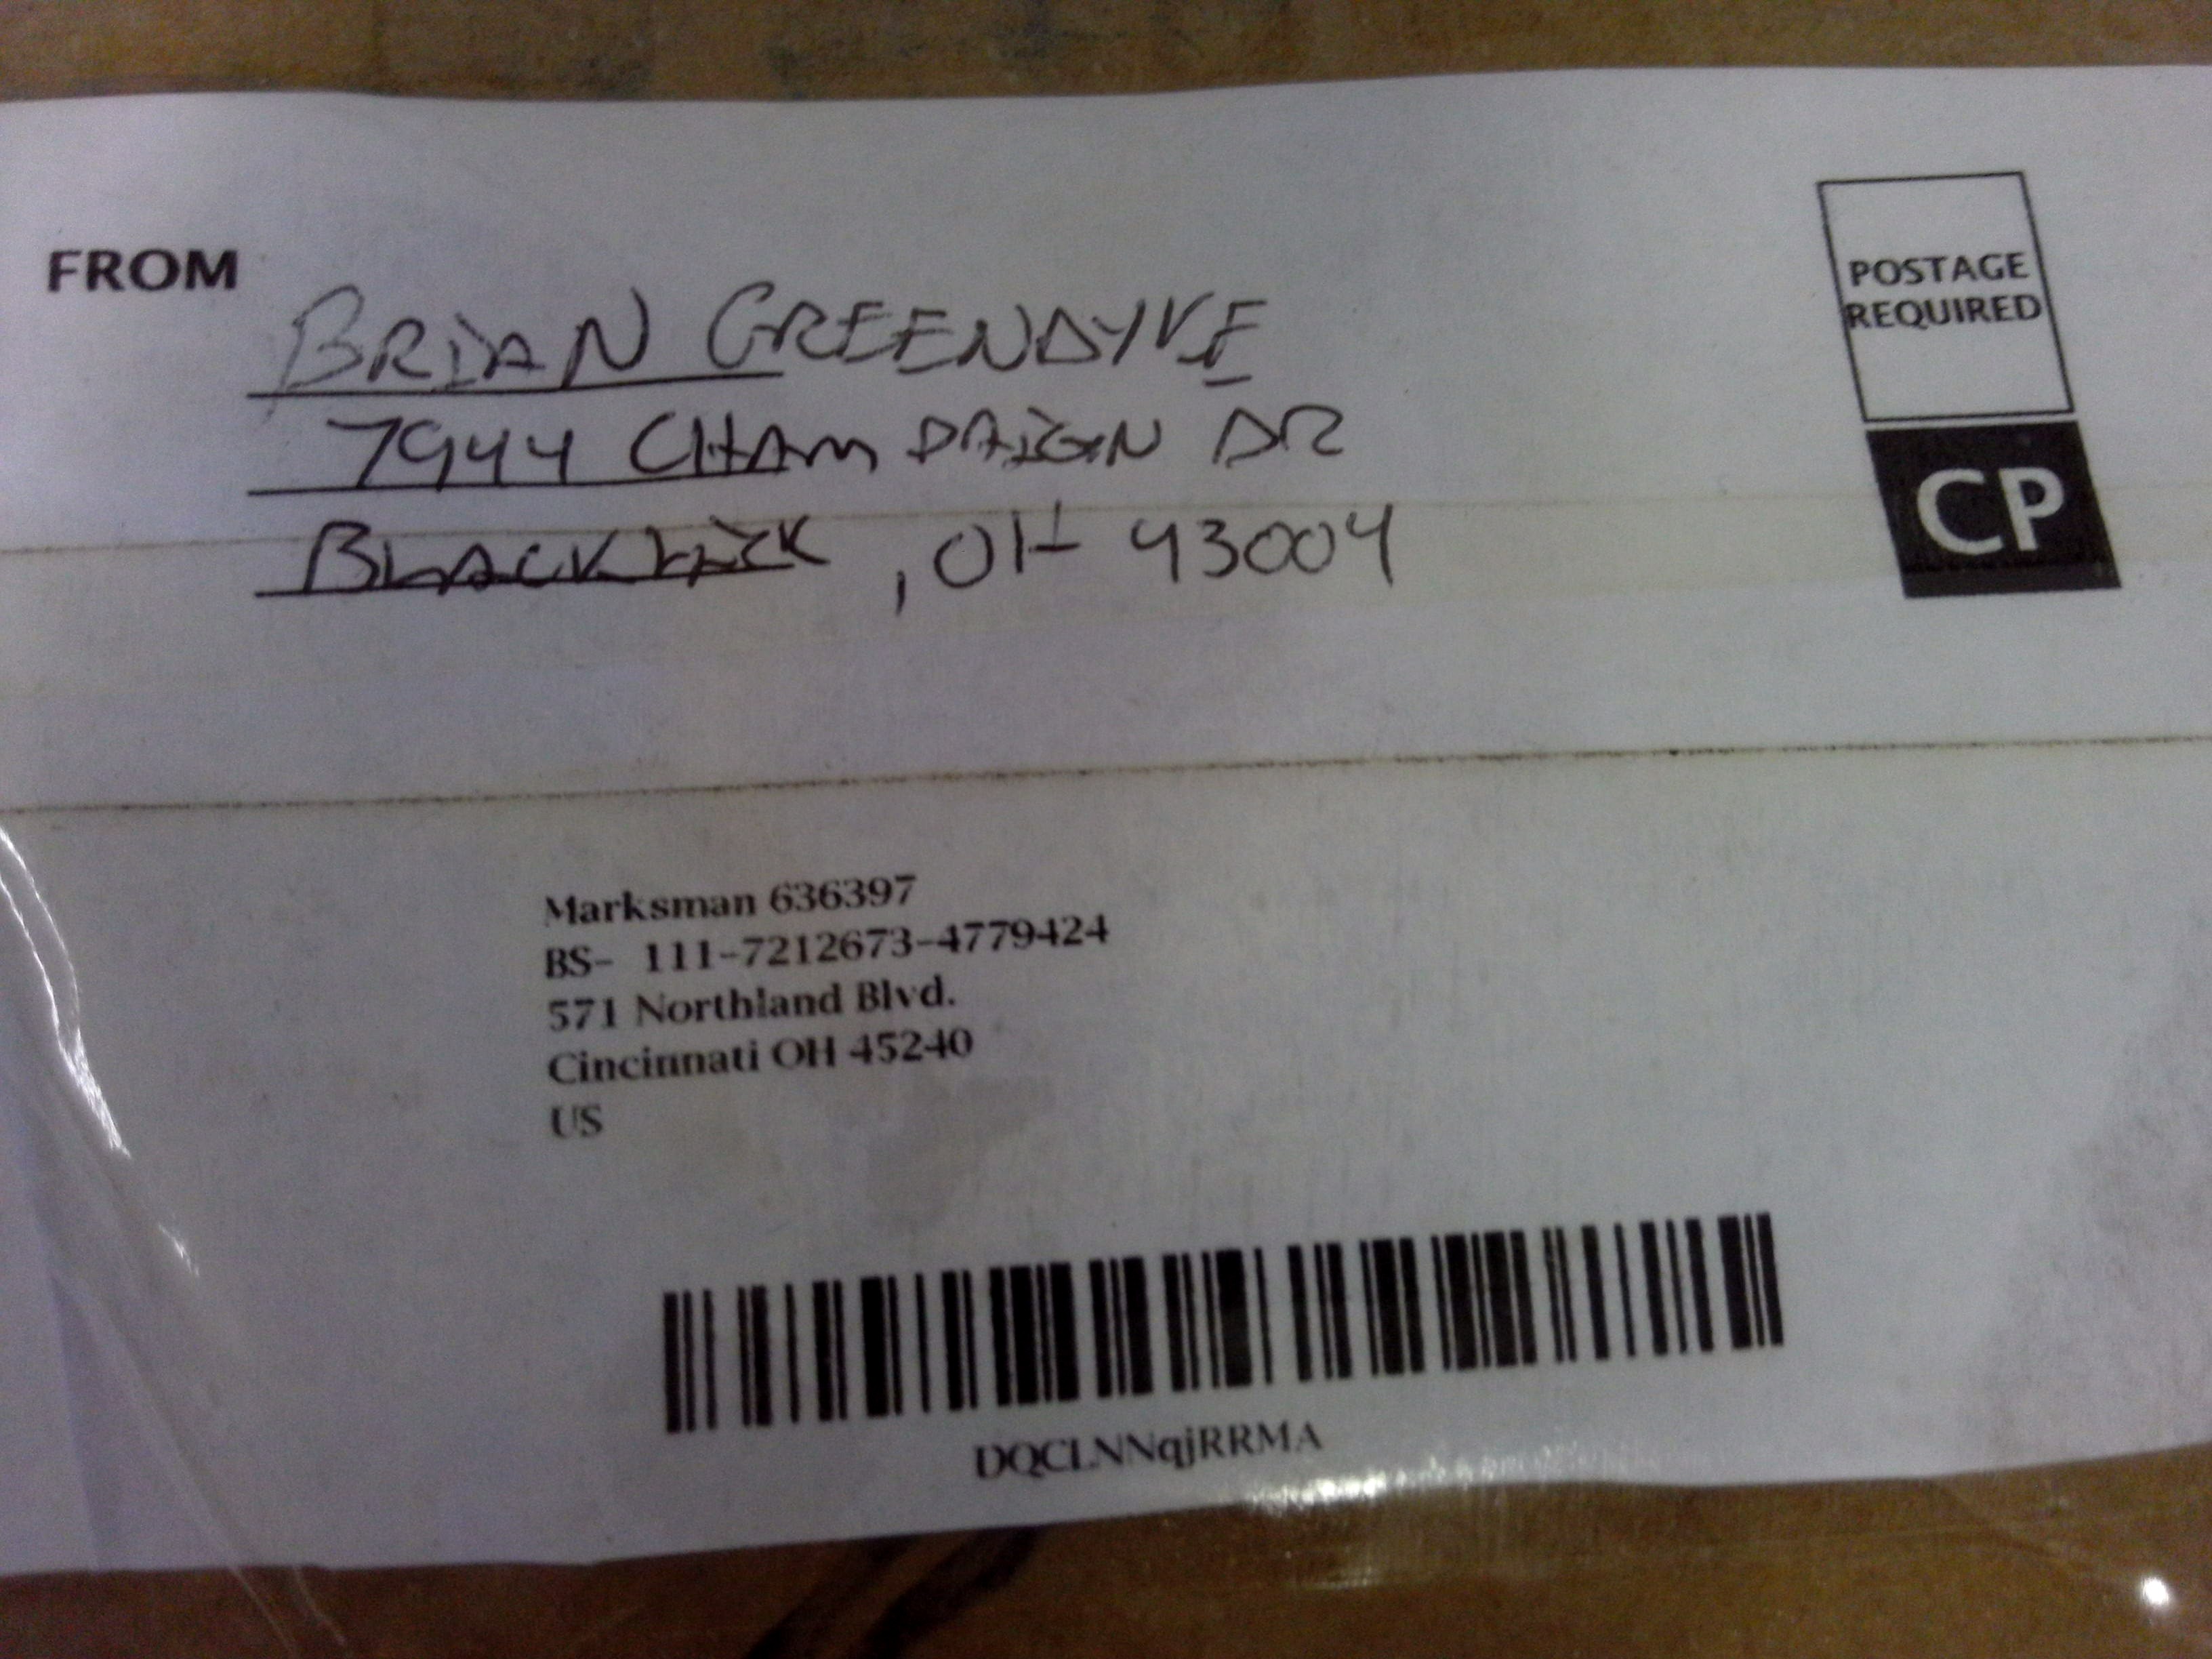 FROM
BRIAN GREENDYKE
7944 CHAMPAIGN DR
BLACKLICK, OH 43004
POSTAGE
REQUIRED
CP
Marksman 636397
BS- 111-7212673-4779424
571 Northland Blvd.
Cincinnati OH 45240
US
DQCLNNqjRRMA